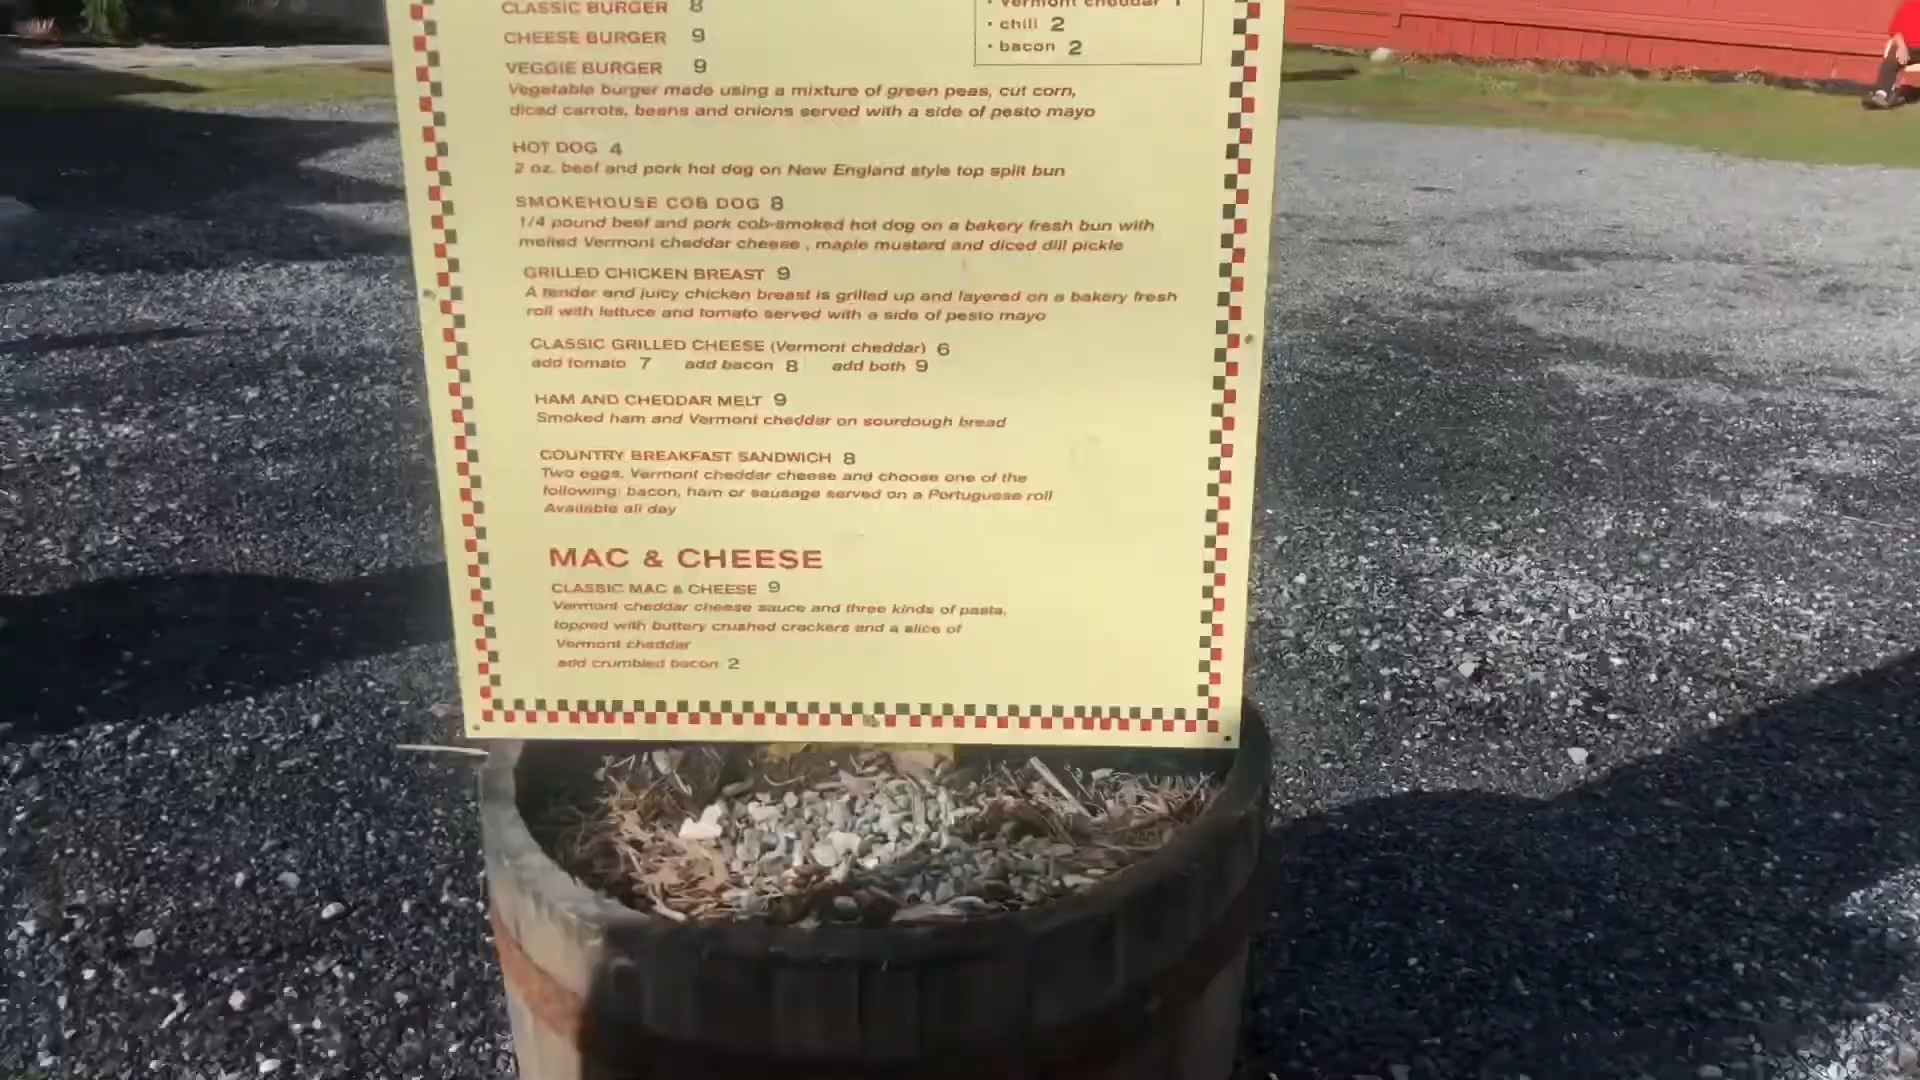 CLASSIC BURGER 8
CHEESE BURGER 9
VEGGIE BURGER 9
Vegetable burger made using a mixture of green peas, cut corn,
diced carrots, beans and onions served with a side of pesto mayo
• Vermont cheddar 1
• chili 2
• bacon 2
HOT DOG 4
2 oz. beef and pork hot dog on New England style top split bun
SMOKEHOUSE COB DOG 8
1/4 pound beef and pork cob-smoked hot dog on a bakery fresh bun with
melted Vermont cheddar cheese , maple mustard and diced dill pickle
GRILLED CHICKEN BREAST 9
A tender and juicy chicken breast is grilled up and layered on a bakery fresh
roll with lettuce and tomato served with a side of pesto mayo
CLASSIC GRILLED CHEESE (Vermont cheddar) 6
add tomato 7 add bacon 8 add both 9
HAM AND CHEDDAR MELT 9
Smoked ham and Vermont cheddar on sourdough bread
COUNTRY BREAKFAST SANDWICH 8
Two eggs, Vermont cheddar cheese and choose one of the
following: bacon, ham or sausage served on a Portuguese roll
Available all day
MAC & CHEESE
CLASSIC MAC & CHEESE 9
Vermont cheddar cheese sauce and three kinds of pasta,
topped with buttery crushed crackers and a slice of
Vermont cheddar
add crumbled bacon 2